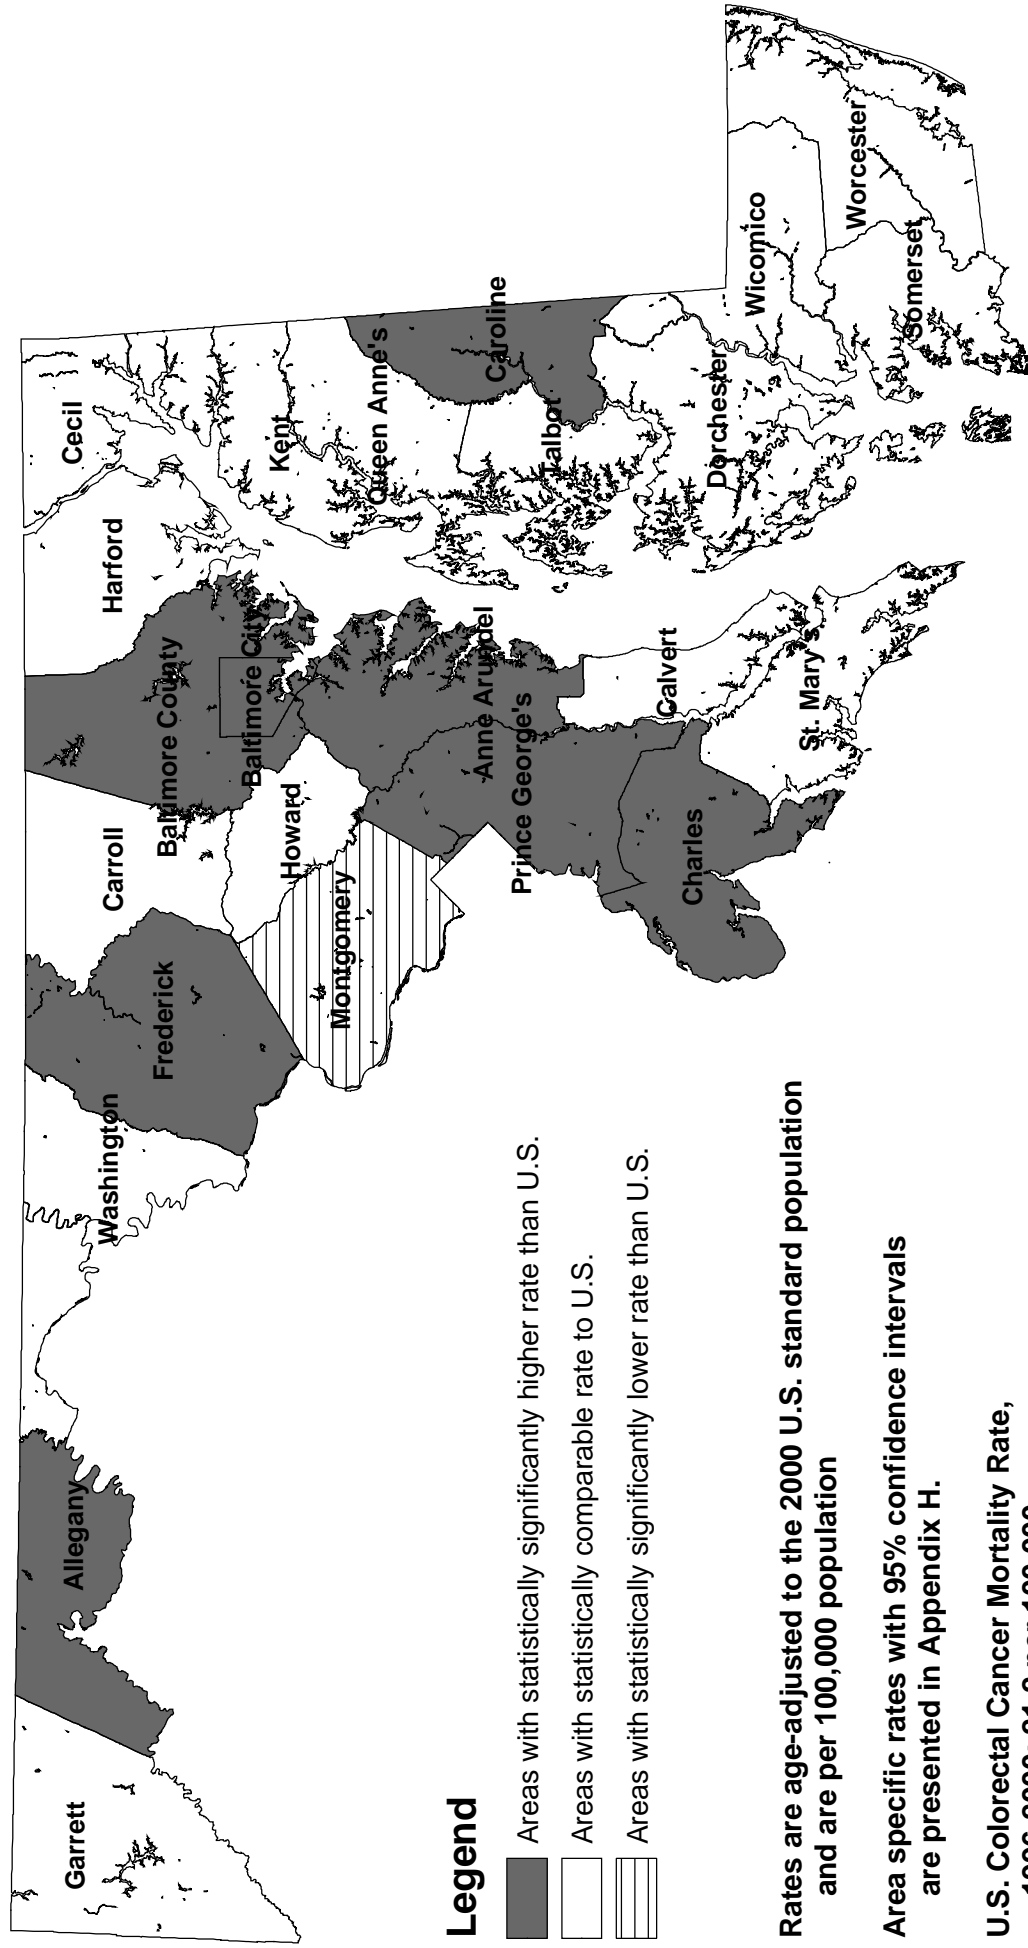 Garrett
Allegany
Washington
Frederick
Carroll
Baltimore County
Harford
Cecil
Baltimore City
Howard
Montgomery
Kent
Queen Anne's
Anne Arundel
Prince George's
Caroline
Talbot
Calvert
Charles
St. Mary's
Dorchester
Wicomico
Worcester
Somerset
Legend
Areas with statistically significantly higher rate than U.S.
Areas with statistically comparable rate to U.S.
Areas with statistically significantly lower rate than U.S.
Rates are age-adjusted to the 2000 U.S. standard population
and are per 100,000 population
Area specific rates with 95% confidence intervals
are presented in Appendix H.
U.S. Colorectal Cancer Mortality Rate,